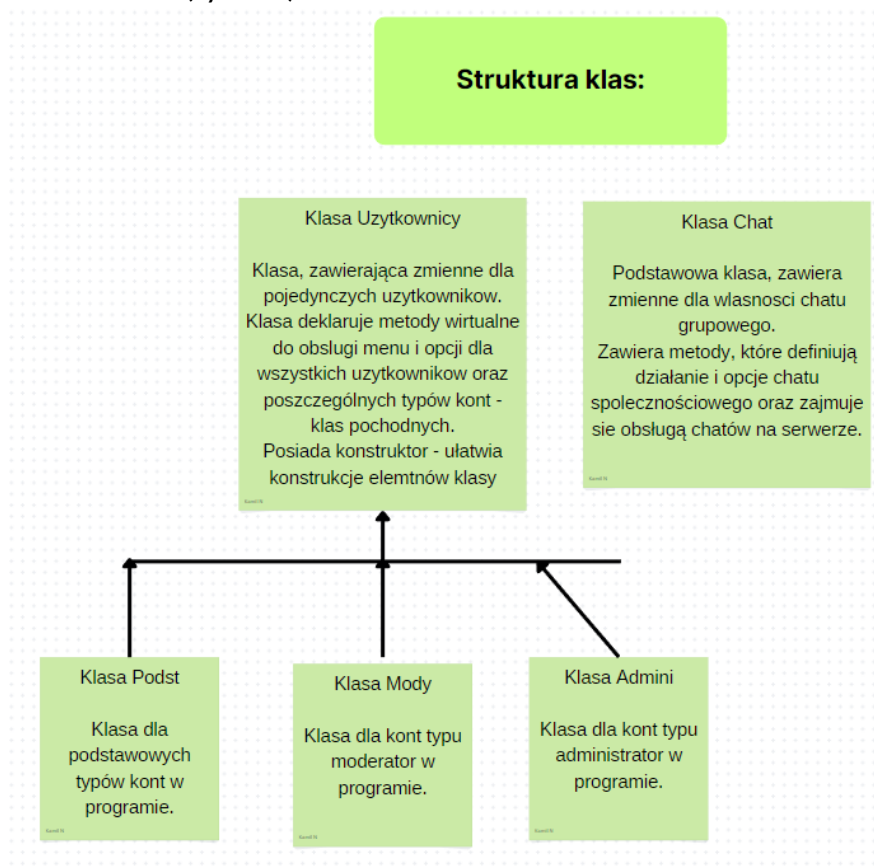 Struktura klas:
Klasa Uzytkownicy
Klasa, zawierająca zmienne dla
pojedynczych uzytkownikow.
Klasa deklaruje metody wirtualne
do obslugi menu i opcji dla
wszystkich uzytkownikow oraz
poszczególnych typów kont -
klas pochodnych.
Posiada konstruktor - ułatwia
konstrukcje elemtnów klasy
Klasa Chat
Podstawowa klasa, zawiera
zmienne dla wlasnosci chatu
grupowego.
Zawiera metody, które definiują
działanie i opcje chatu
spolecznościowego oraz zajmuje
sie obsługą chatów na serwerze.
Klasa Podst
Klasa dla
podstawowych
typów kont w
programie.
Klasa Mody
Klasa dla kont typu
moderator w
programie.
Klasa Admini
Klasa dla kont typu
administrator w
programie.